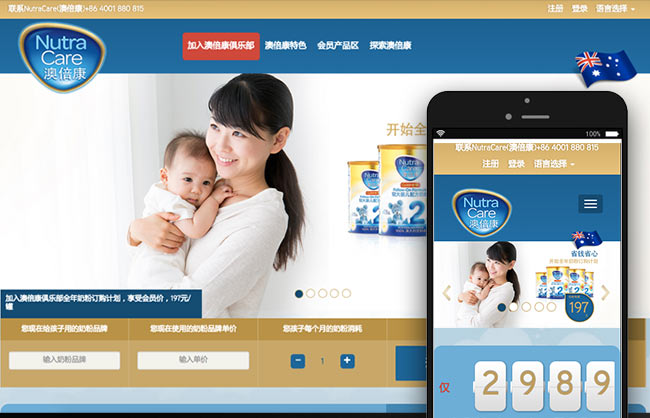 联系NutraCare(澳倍康)+86 4001 880 815
注册 登录 语言选择
Nutra
Care
澳倍康
加入澳倍康俱乐部 澳倍康特色 会员产品区 探索澳倍康
开始全
Nutra
Care
2
加入澳倍康俱乐部全年奶粉订购计划，享受会员价，197元/
罐
您现在给孩子用的奶粉品牌 您现在使用的奶粉单价 您孩子每个月的奶粉消耗
输入奶粉品牌 输入单价 1
100%
联系NutraCare(澳倍康)+86 4001 880 815
注册 登录 语言选择
Nutra
Care
澳倍康
省钱省心
197
仅 2989